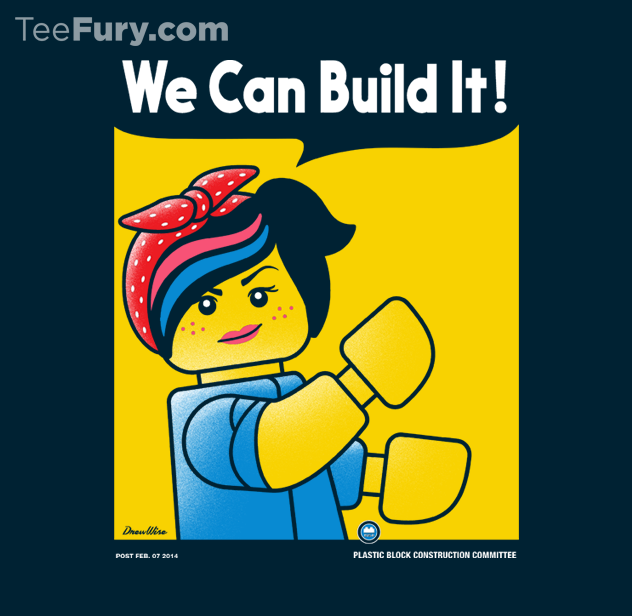 TeeFury.com
We Can Build It!
DrewWise
POST FEB. 07 2014
PLASTIC BLOCK CONSTRUCTION COMMITTEE